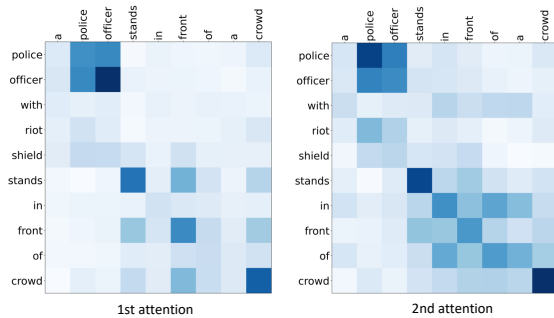 a police officer stands in front of a crowd
police
officer
with
riot
shield
stands
in
front
of
crowd
1st attention
a police officer stands in front of a crowd
police
officer
with
riot
shield
stands
in
front
of
crowd
2nd attention